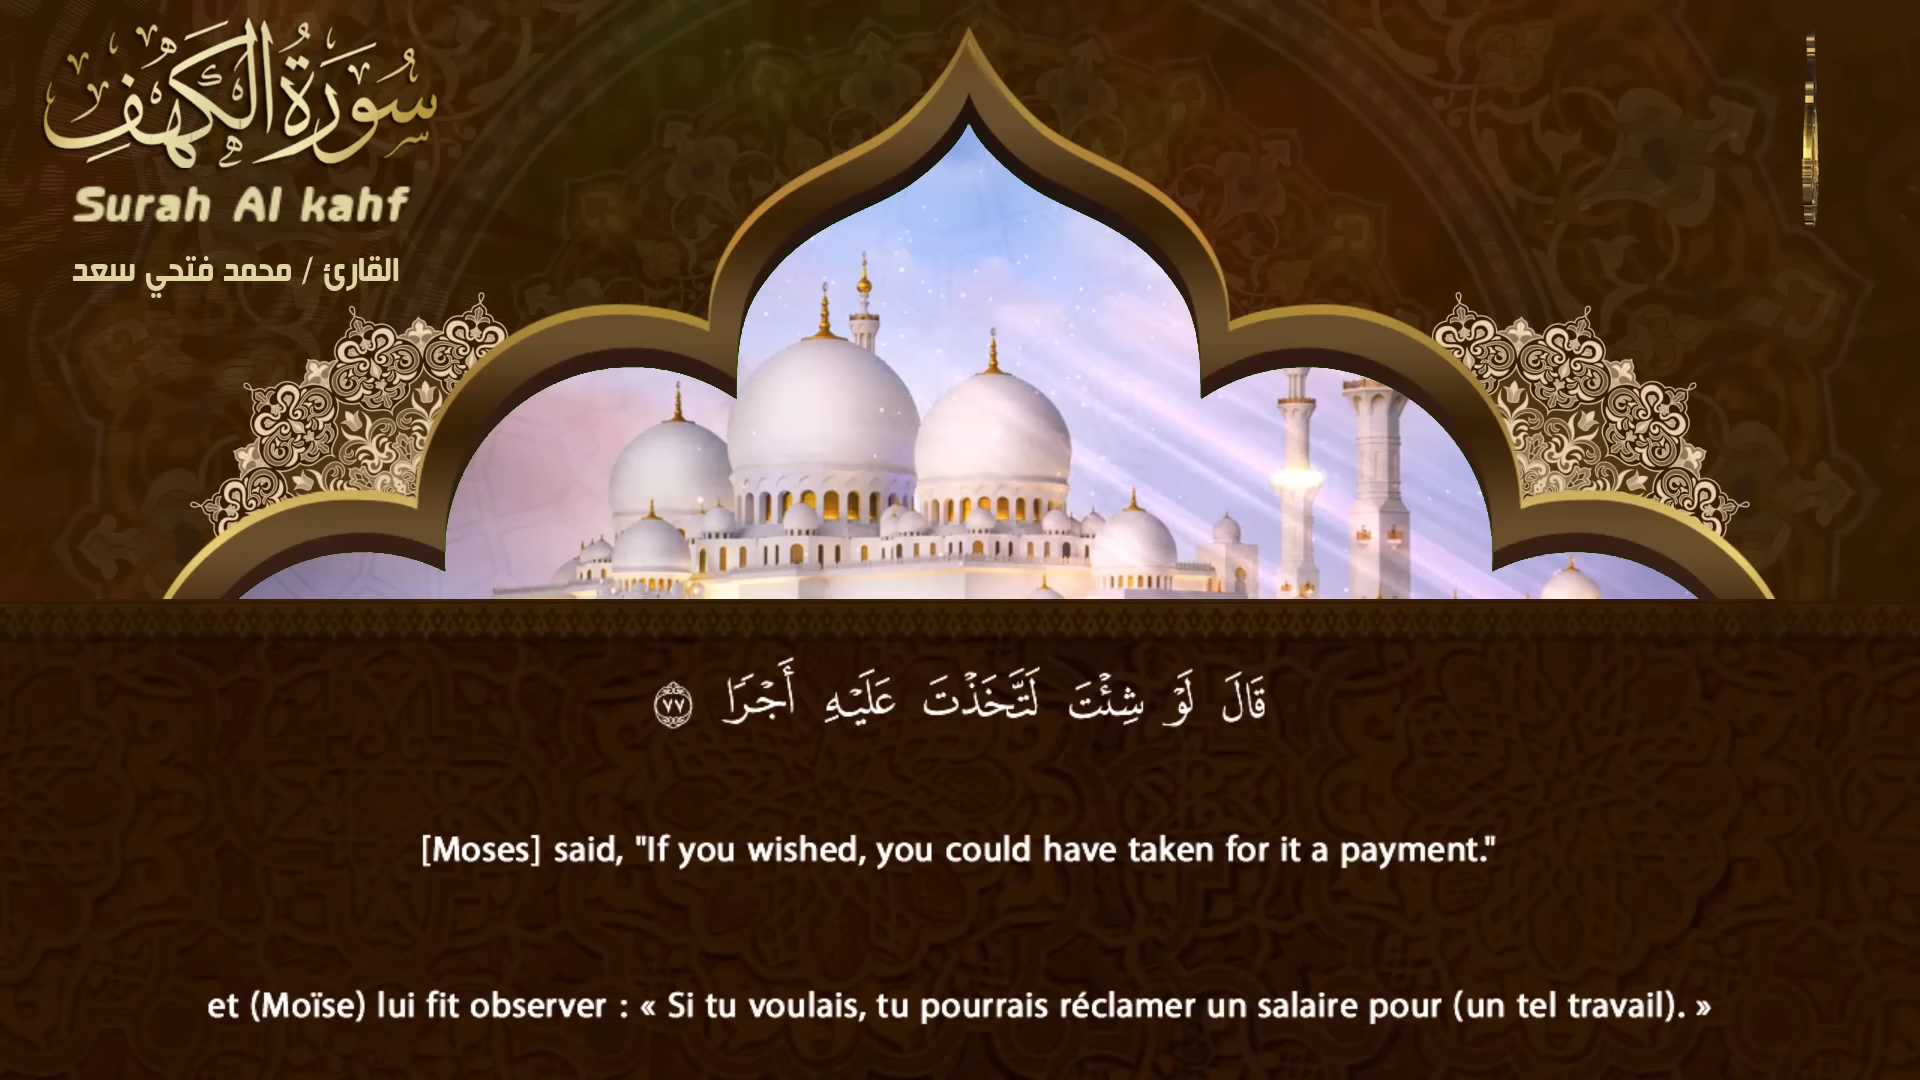 سُورَةُ الكَهْفِ
Surah Al kahf
القارئ / محمد فتحي سعد
قَالَ لَوْ شِئْتَ لَتَّخَذْتَ عَلَيْهِ أَجْرًا ٧٧
[Moses] said, "If you wished, you could have taken for it a payment."
et (Moïse) lui fit observer : « Si tu voulais, tu pourrais réclamer un salaire pour (un tel travail). »